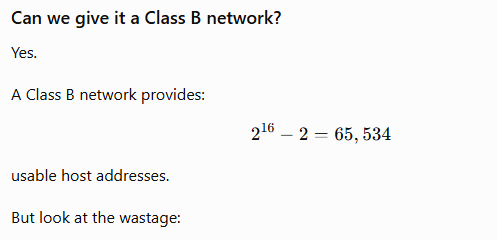 Can we give it a Class B network?
Yes.
A Class B network provides:
2^16 − 2 = 65,534
usable host addresses.
But look at the wastage: